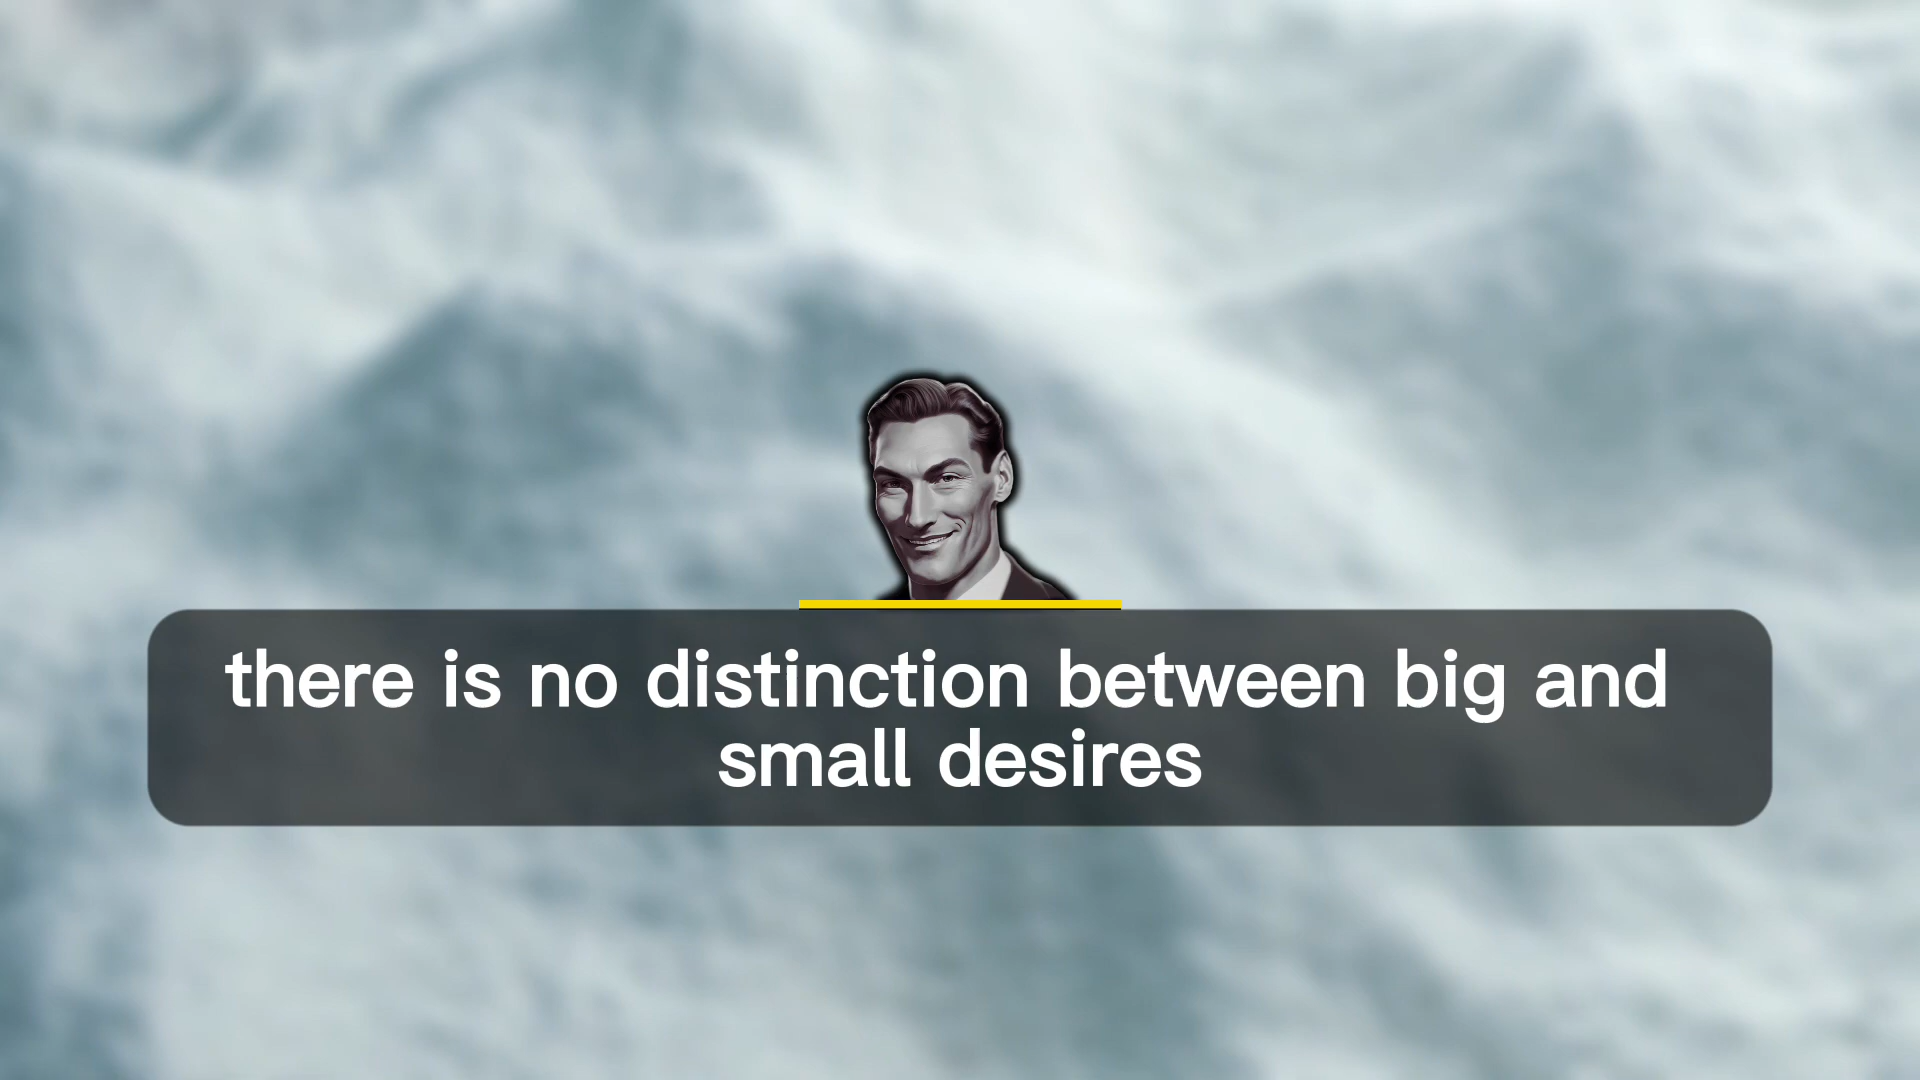 there is no distinction between big and
small desires